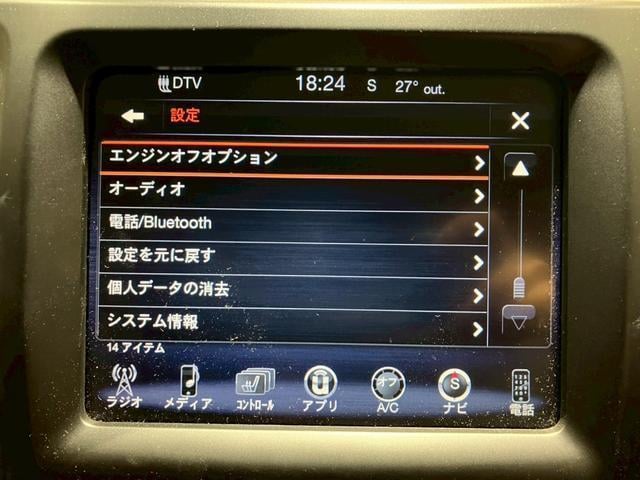 DTV 18:24 S 27° out.
設定
エンジンオフオプション
オーディオ
電話/Bluetooth
設定を元に戻す
個人データの消去
システム情報
14 アイテム
オフ S
ラジオ メディア コントロール アプリ A/C ナビ 電話